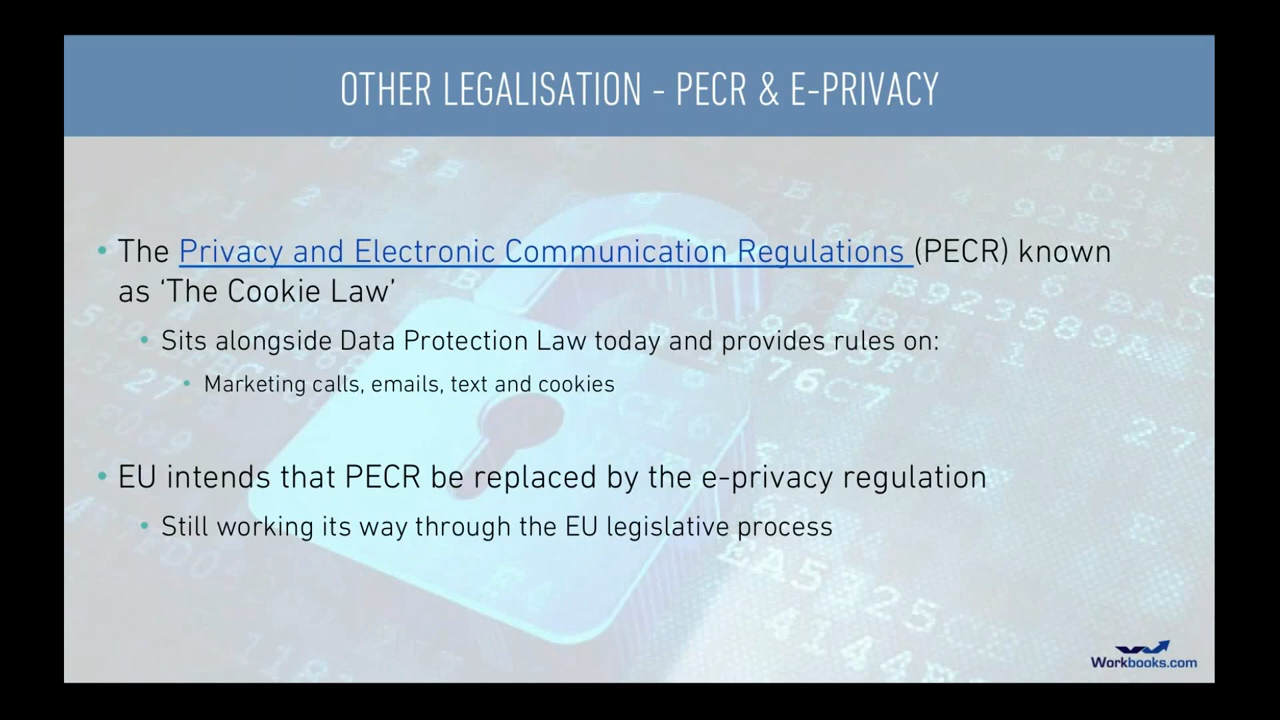 OTHER LEGALISATION - PECR & E-PRIVACY
• The Privacy and Electronic Communication Regulations (PECR) known
as ‘The Cookie Law’
• Sits alongside Data Protection Law today and provides rules on:
• Marketing calls, emails, text and cookies
• EU intends that PECR be replaced by the e-privacy regulation
• Still working its way through the EU legislative process
Workbooks.com